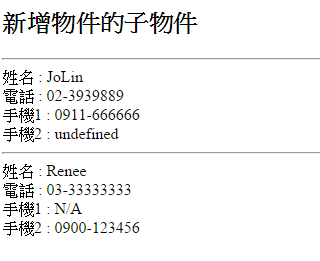 新增物件的子物件
姓名 : JoLin
電話 : 02-3939889
手機1 : 0911-666666
手機2 : undefined
姓名 : Renee
電話 : 03-33333333
手機1 : N/A
手機2 : 0900-123456